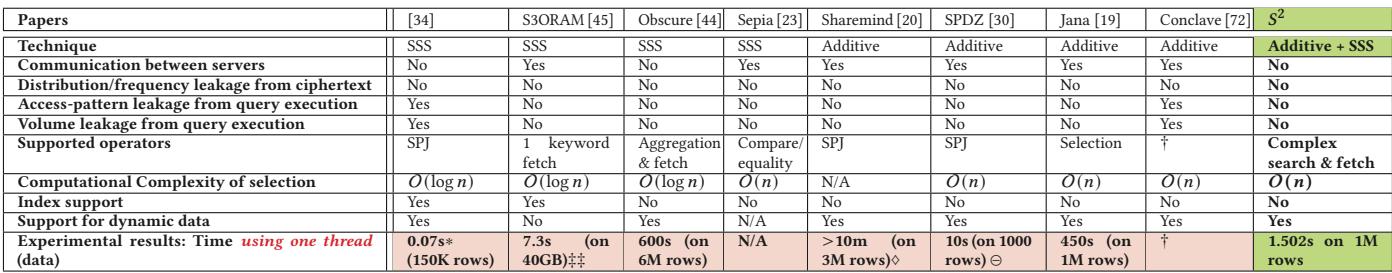 Papers [34] S3ORAM [45] Obscure [44] Sepia [23] Sharemind [20] SPDZ [30] Jana [19] Conclave [72] S²
Technique SSS SSS SSS SSS Additive Additive Additive Additive Additive + SSS
Communication between servers No Yes No Yes Yes Yes Yes Yes No
Distribution/frequency leakage from ciphertext No No No No No No No No No
Access-pattern leakage from query execution Yes No No No No No No Yes No
Volume leakage from query execution Yes No No No No No No Yes No
Supported operators SPJ 1 keyword fetch Aggregation & fetch Compare/ equality SPJ SPJ Selection † Complex search & fetch
Computational Complexity of selection O(log n) O(log n) O(log n) O(n) N/A O(n) O(n) O(n) O(n)
Index support Yes Yes No No No No No No No
Support for dynamic data Yes No Yes N/A Yes Yes Yes Yes Yes
Experimental results: Time using one thread (data) 0.07s* (150K rows) 7.3s (on 40GB)‡‡ 600s (on 6M rows) N/A >10m (on 3M rows)◇ 10s (on 1000 rows) ⊖ 450s (on 1M rows) † 1.502s on 1M rows